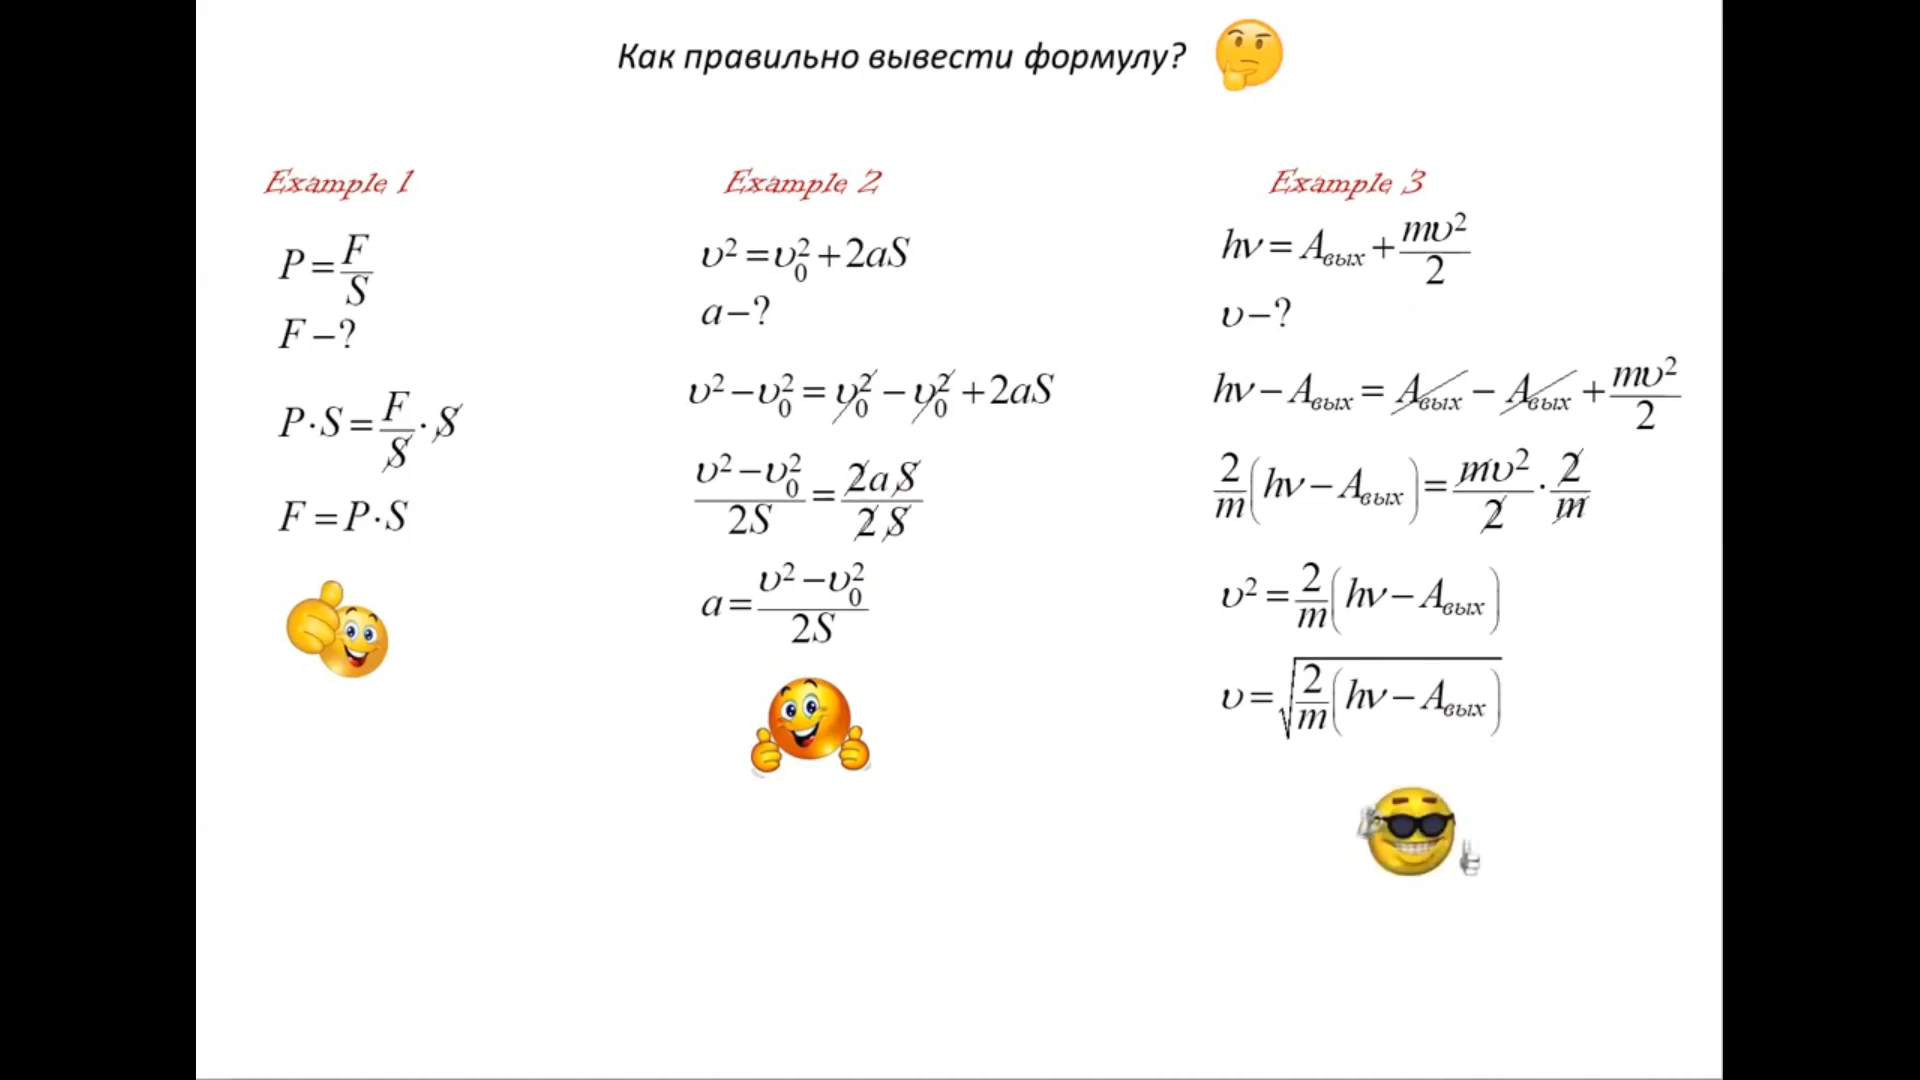 Как правильно вывести формулу?
Example 1
P = F/S
F – ?
P · S = F/S · S
F = P · S
Example 2
υ² = υ₀² + 2aS
a – ?
υ² – υ₀² = υ₀² – υ₀² + 2aS
(υ² – υ₀²)/2S = 2aS/2S
a = (υ² – υ₀²)/2S
Example 3
hν = Aвых + mυ²/2
υ – ?
hν – Aвых = Aвых – Aвых + mυ²/2
2/m (hν – Aвых) = mυ²/2 · 2/m
υ² = 2/m (hν – Aвых)
υ = √(2/m (hν – Aвых))